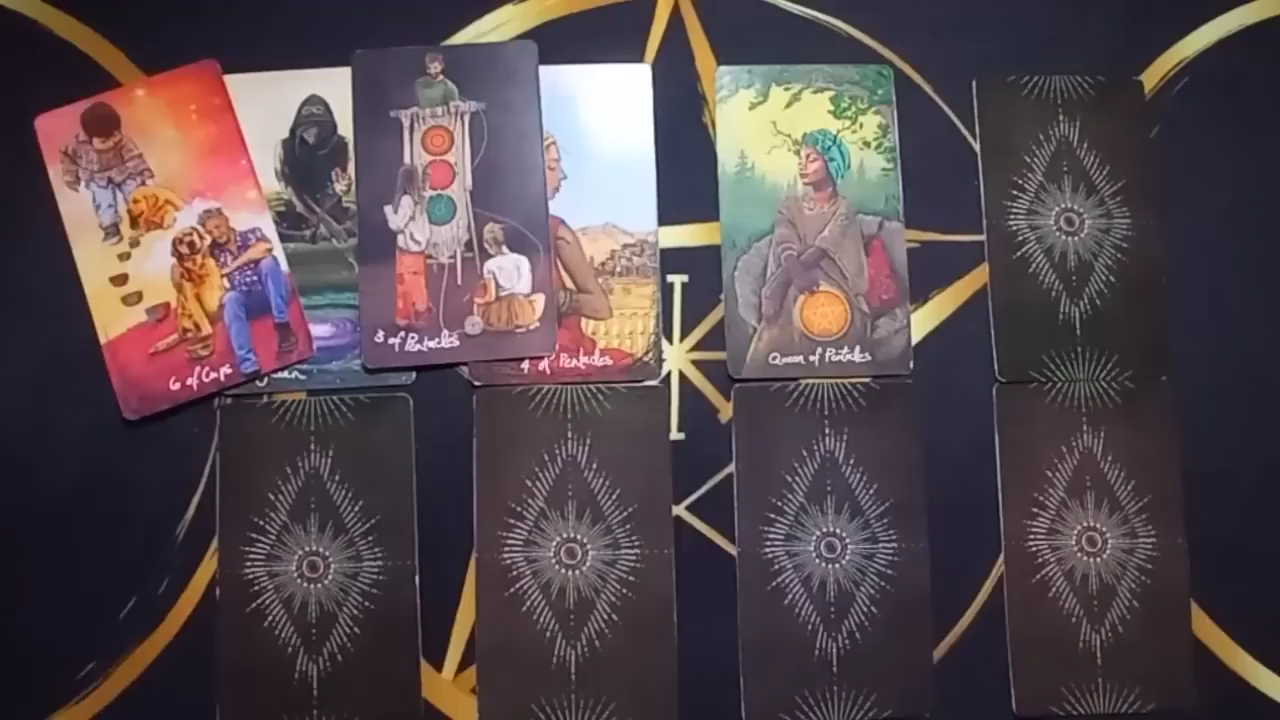 6 of Cups
3 of Pentacles
4 of Pentacles
Queen of Pentacles